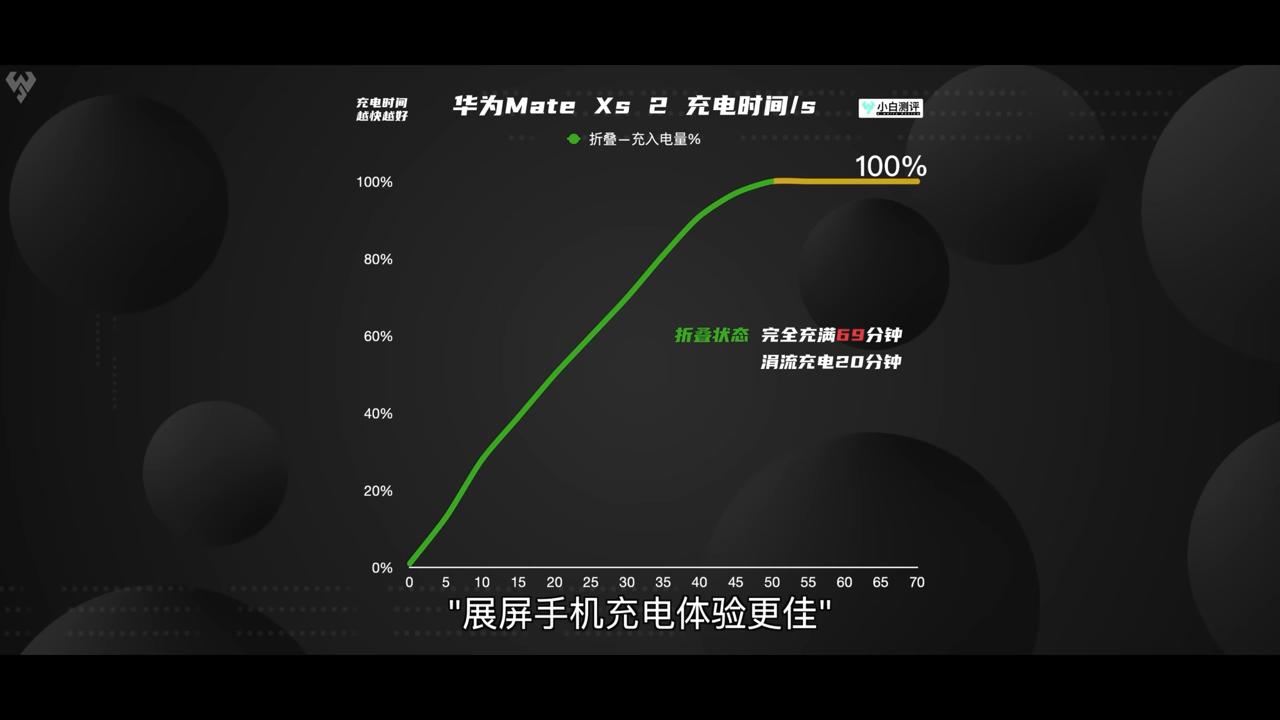 充电时间
越快越好
华为Mate Xs 2 充电时间/s
小白测评
折叠—充入电量%
100%
100%
80%
60%
40%
20%
0%
折叠状态 完全充满69分钟
涓流充电20分钟
0 5 10 15 20 25 30 35 40 45 50 55 60 65 70
"展屏手机充电体验更佳"